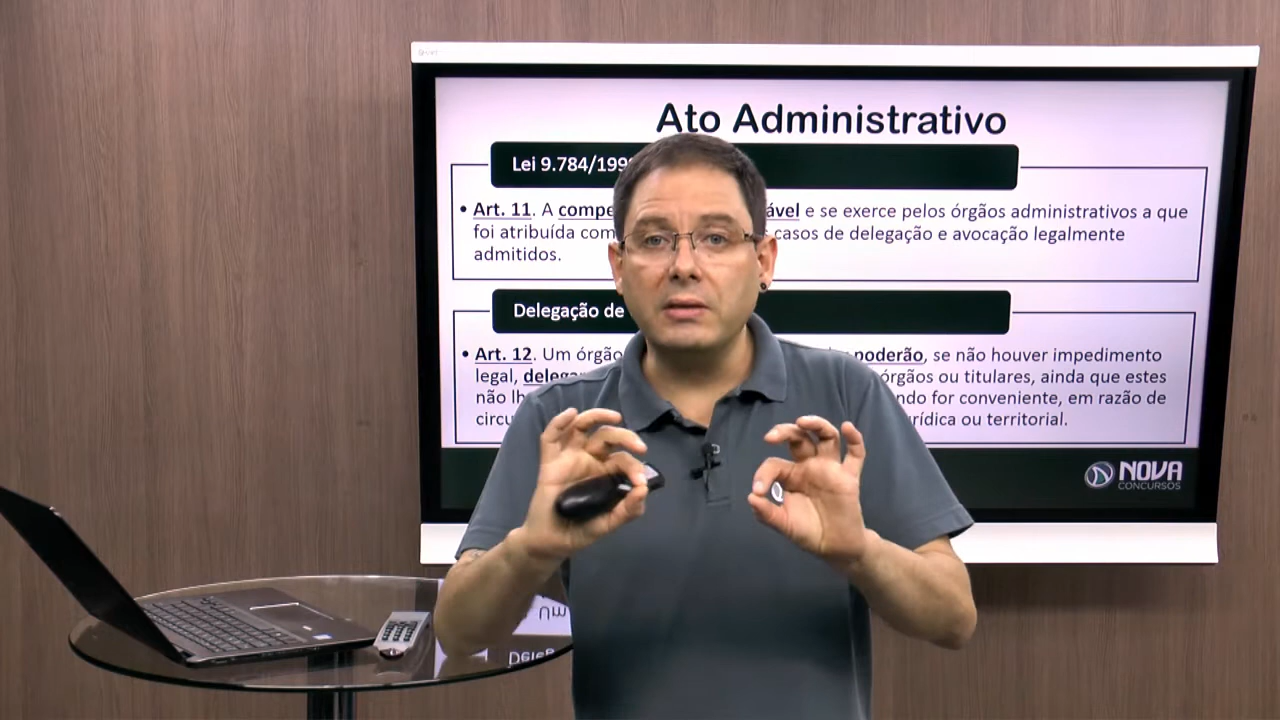 Ato Administrativo
Lei 9.784/199
• Art. 11. A compe ável e se exerce pelos órgãos administrativos a que
foi atribuída com casos de delegação e avocação legalmente
admitidos.
Delegação de
• Art. 12. Um órgão poderão, se não houver impedimento
legal, delega órgãos ou titulares, ainda que estes
não lh ndo for conveniente, em razão de
circu urídica ou territorial.
NOVA
CONCURSOS